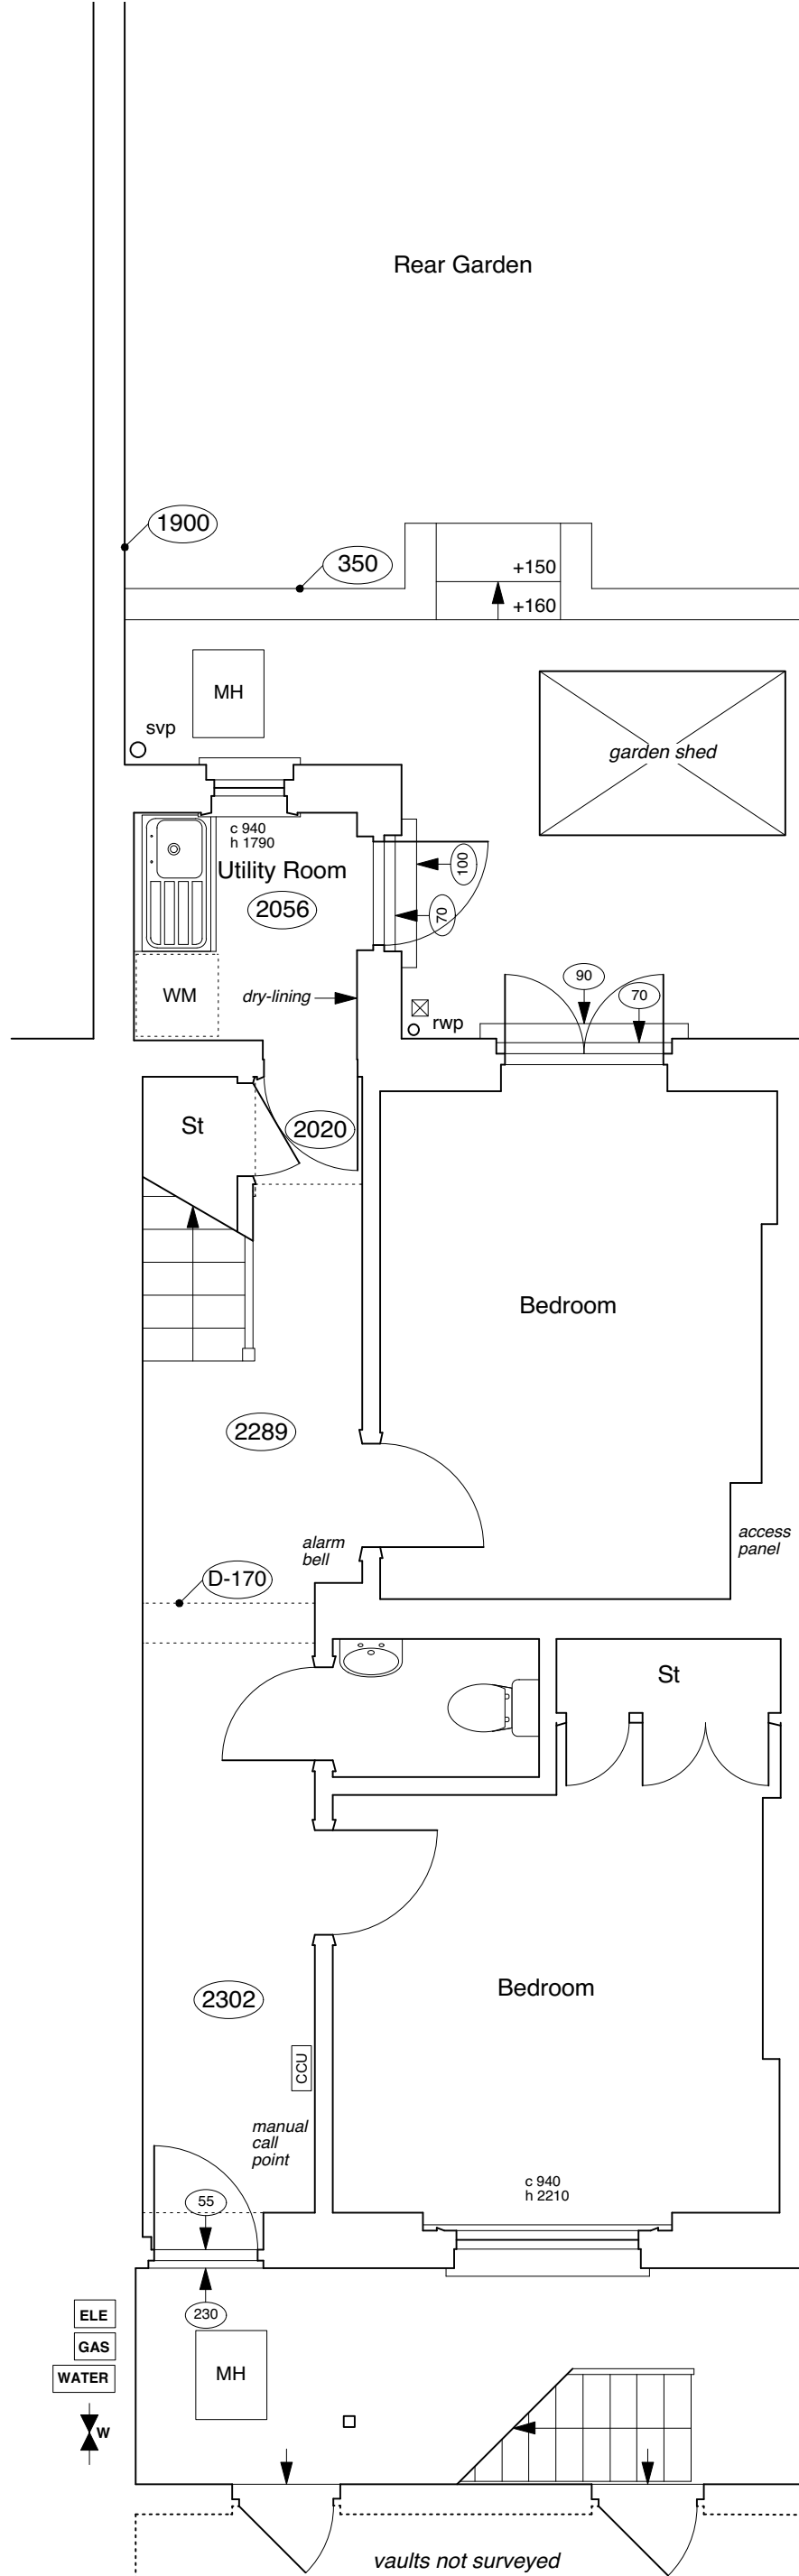 Rear Garden
1900
350
+150
+160
MH
svp
garden shed
c 940
h 1790
Utility Room
2056
100
70
WM
dry-lining
rwp
90
70
St
2020
Bedroom
2289
alarm
bell
access
panel
D-170
St
Bedroom
2302
CCU
manual
call
point
c 940
h 2210
55
230
ELE
GAS
WATER
W
MH
vaults not surveyed